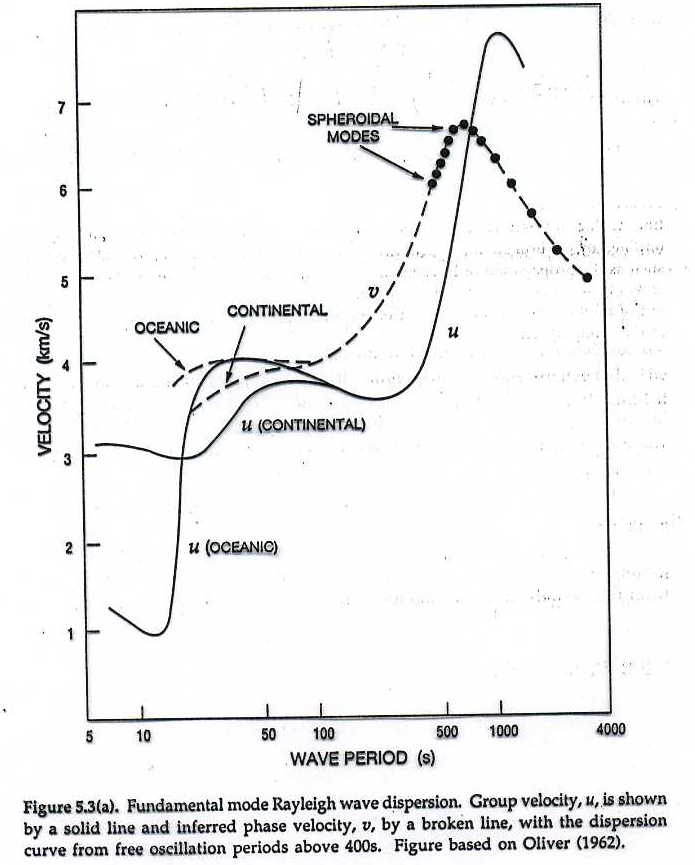 7
6
5
4
3
2
1
VELOCITY (km/s)
SPHEROIDAL
MODES
OCEANIC
CONTINENTAL
v
u
u (CONTINENTAL)
u (OCEANIC)
5 10 50 100 500 1000 4000
WAVE PERIOD (s)
Figure 5.3(a). Fundamental mode Rayleigh wave dispersion. Group velocity, u, is shown
by a solid line and inferred phase velocity, v, by a broken line, with the dispersion
curve from free oscillation periods above 400s. Figure based on Oliver (1962).